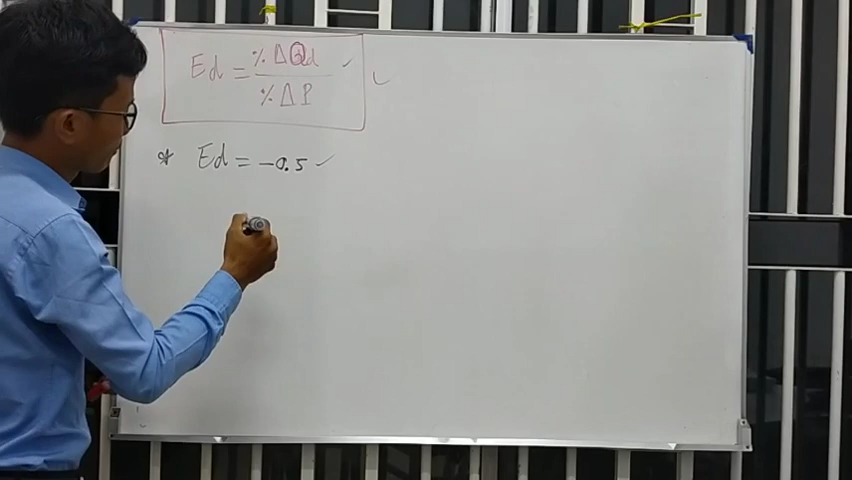 Ed = %ΔQd / %ΔP ✓ ✓
* Ed = -0.5 ✓